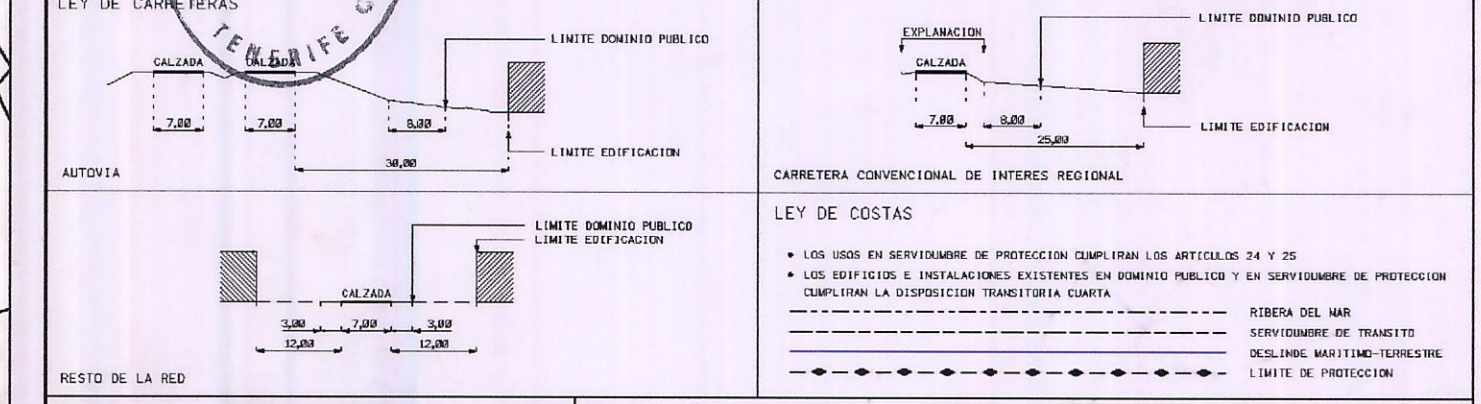 LEY DE CARRETERAS
TENERIFE
CALZADA
CALZADA
LIMITE DOMINIO PUBLICO
7.00
7.00
8.00
30,00
LIMITE EDIFICACION
AUTOVIA
EXPLANACION
CALZADA
LIMITE DOMINIO PUBLICO
7.00
8.00
25,00
LIMITE EDIFICACION
CARRETERA CONVENCIONAL DE INTERES REGIONAL
LIMITE DOMINIO PUBLICO
LIMITE EDIFICACION
CALZADA
3,00
7,00
3,00
12,00
12,00
RESTO DE LA RED
LEY DE COSTAS
• LOS USOS EN SERVIDUMBRE DE PROTECCION CUMPLIRAN LOS ARTICULOS 24 Y 25
• LOS EDIFICIOS E INSTALACIONES EXISTENTES EN DOMINIO PUBLICO Y EN SERVIDUMBRE DE PROTECCION
CUMPLIRAN LA DISPOSICION TRANSITORIA CUARTA
RIBERA DEL MAR
SERVIDUMBRE DE TRANSITO
DESLINDE MARITIMO-TERRESTRE
LIMITE DE PROTECCION